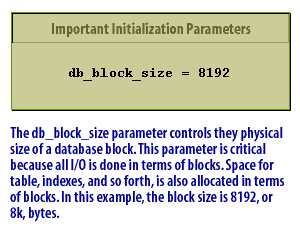 Important Initialization Parameters
db_block_size = 8192
The db_block_size parameter controls they physical
size of a database block. This parameter is critical
because all I/O is done in terms of blocks. Space for
table, indexes, and so forth, is also allocated in terms
of blocks. In this example, the block size is 8192, or
8k, bytes.